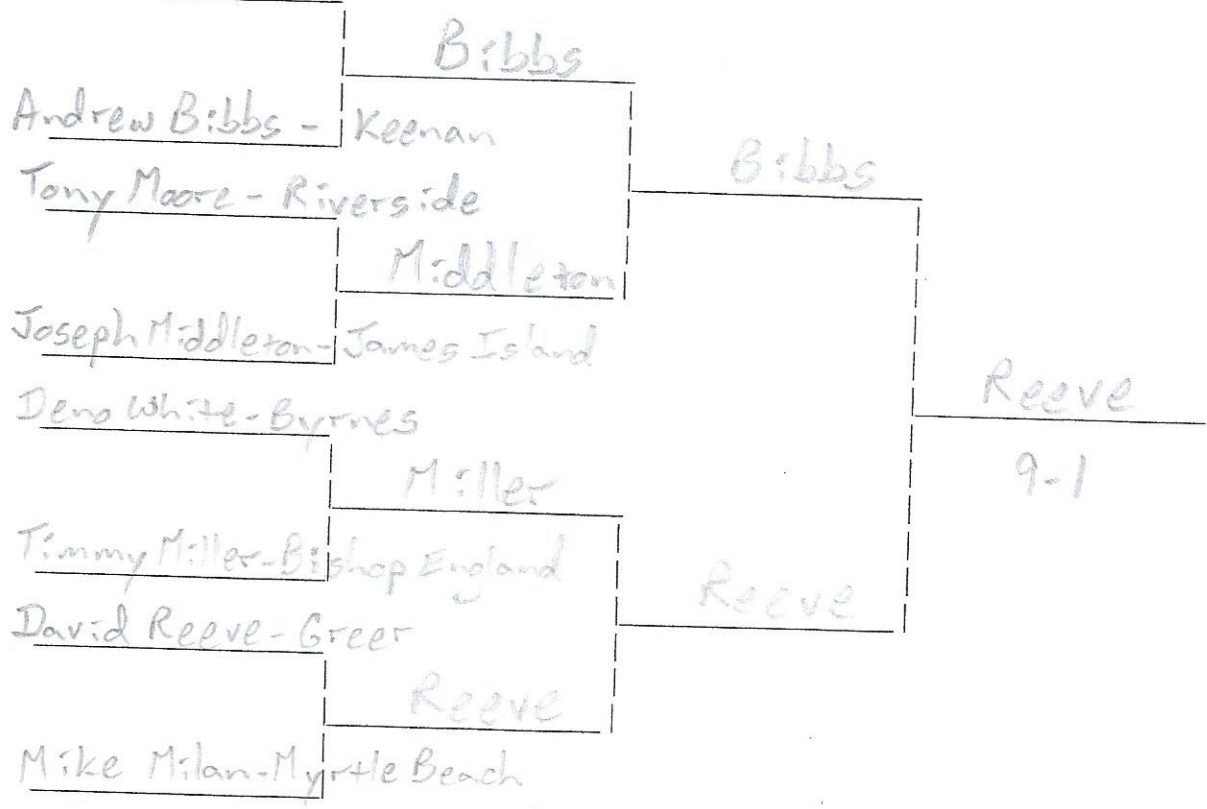 Bibbs
Andrew Bibbs - Keenan
Bibbs
Tony Moore - Riverside
Middleton
Joseph Middleton - James Island
Reeve
Deno White - Byrnes
9-1
Miller
Timmy Miller - Bishop England
Reeve
David Reeve - Greer
Reeve
Mike Milan - Myrtle Beach